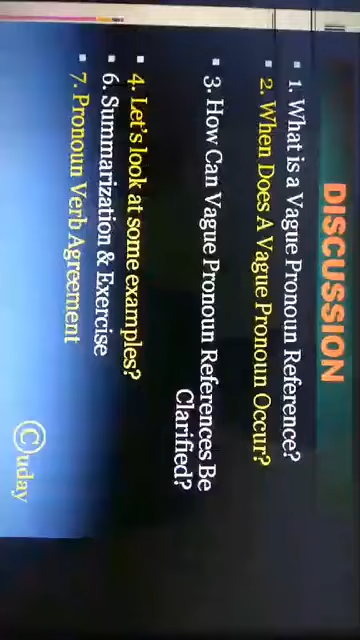 DISCUSSION
▪ 1. What is a Vague Pronoun Reference?
▪ 2. When Does A Vague Pronoun Occur?
▪ 3. How Can Vague Pronoun References Be
Clarified?
▪ 4. Let's look at some examples?
▪ 6. Summarization & Exercise
▪ 7. Pronoun Verb Agreement
©uday